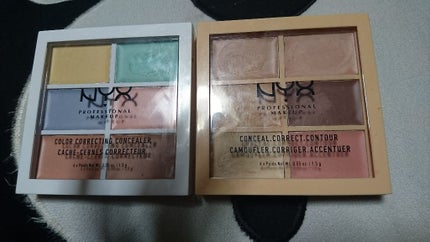 NYX
PROFESSIONAL
MAKEUP
COLOR CORRECTING CONCEALER
CACHE-CERNES CORRECTEUR
NYX
PROFESSIONAL
MAKEUP
CONCEAL.CORRECT.CONTOUR
CAMOUFLER.CORRIGER.ACCENTUER